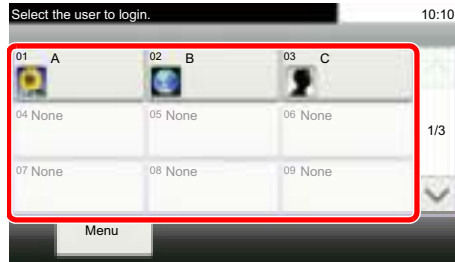 Select the user to login.
10:10
01 A
02 B
03 C
04 None
05 None
06 None
1/3
07 None
08 None
09 None
Menu